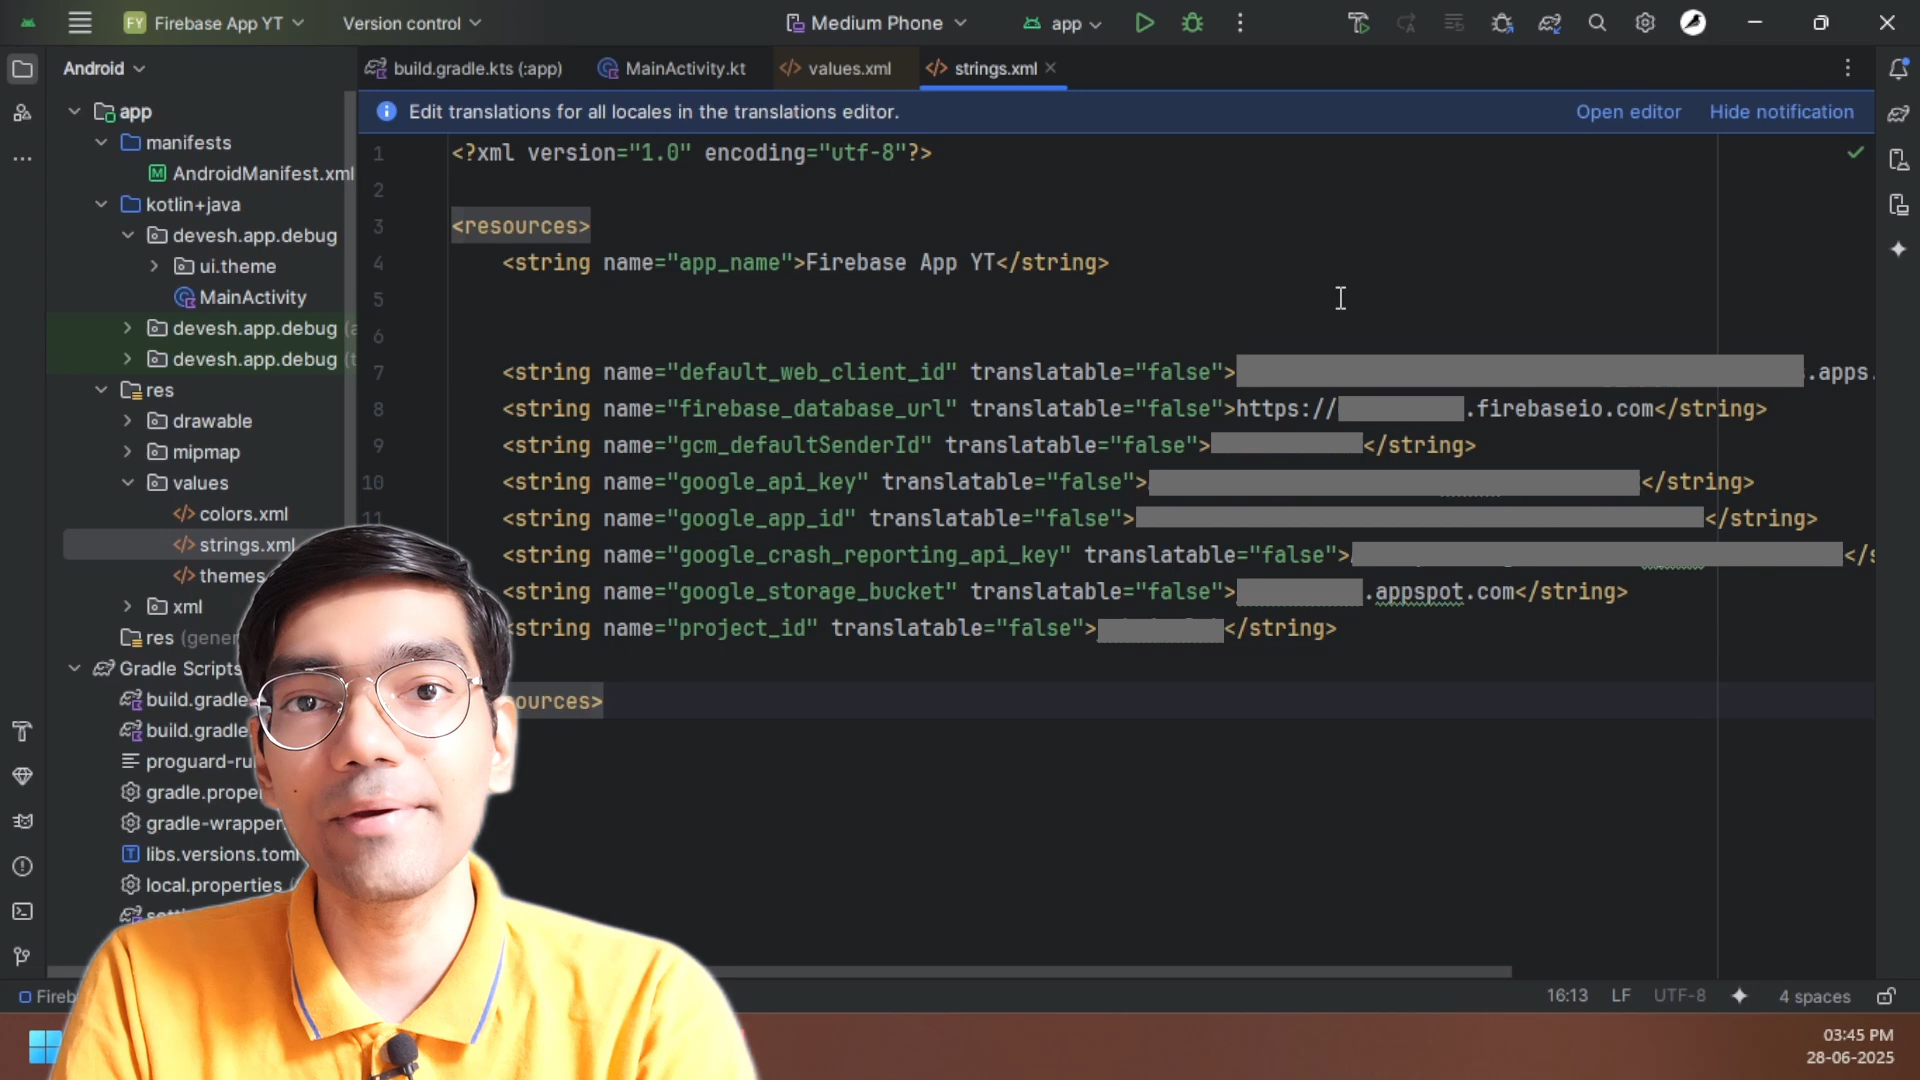 FY Firebase App YT Version control Medium Phone app
Android
build.gradle.kts (:app) MainActivity.kt values.xml strings.xml
Edit translations for all locales in the translations editor. Open editor Hide notification
app
manifests
AndroidManifest.xml
kotlin+java
devesh.app.debug
ui.theme
MainActivity
devesh.app.debug
devesh.app.debug
res
drawable
mipmap
values
colors.xml
strings.xml
themes
xml
res
Gradle Scripts
build.gradle
build.gradle
proguard-ru
gradle.prope
gradle-wrapper
libs.versions.toml
local.properties
1 <?xml version="1.0" encoding="utf-8"?>
2
3 <resources>
4 <string name="app_name">Firebase App YT</string>
5
6
7 <string name="default_web_client_id" translatable="false"> .apps.
8 <string name="firebase_database_url" translatable="false">https:// .firebaseio.com</string>
9 <string name="gcm_defaultSenderId" translatable="false"> </string>
10 <string name="google_api_key" translatable="false"> </string>
11 <string name="google_app_id" translatable="false"> </string>
<string name="google_crash_reporting_api_key" translatable="false"> </s
<string name="google_storage_bucket" translatable="false"> .appspot.com</string>
string name="project_id" translatable="false"> </string>
ources>
Fireb
16:13 LF UTF-8 4 spaces
03:45 PM
28-06-2025